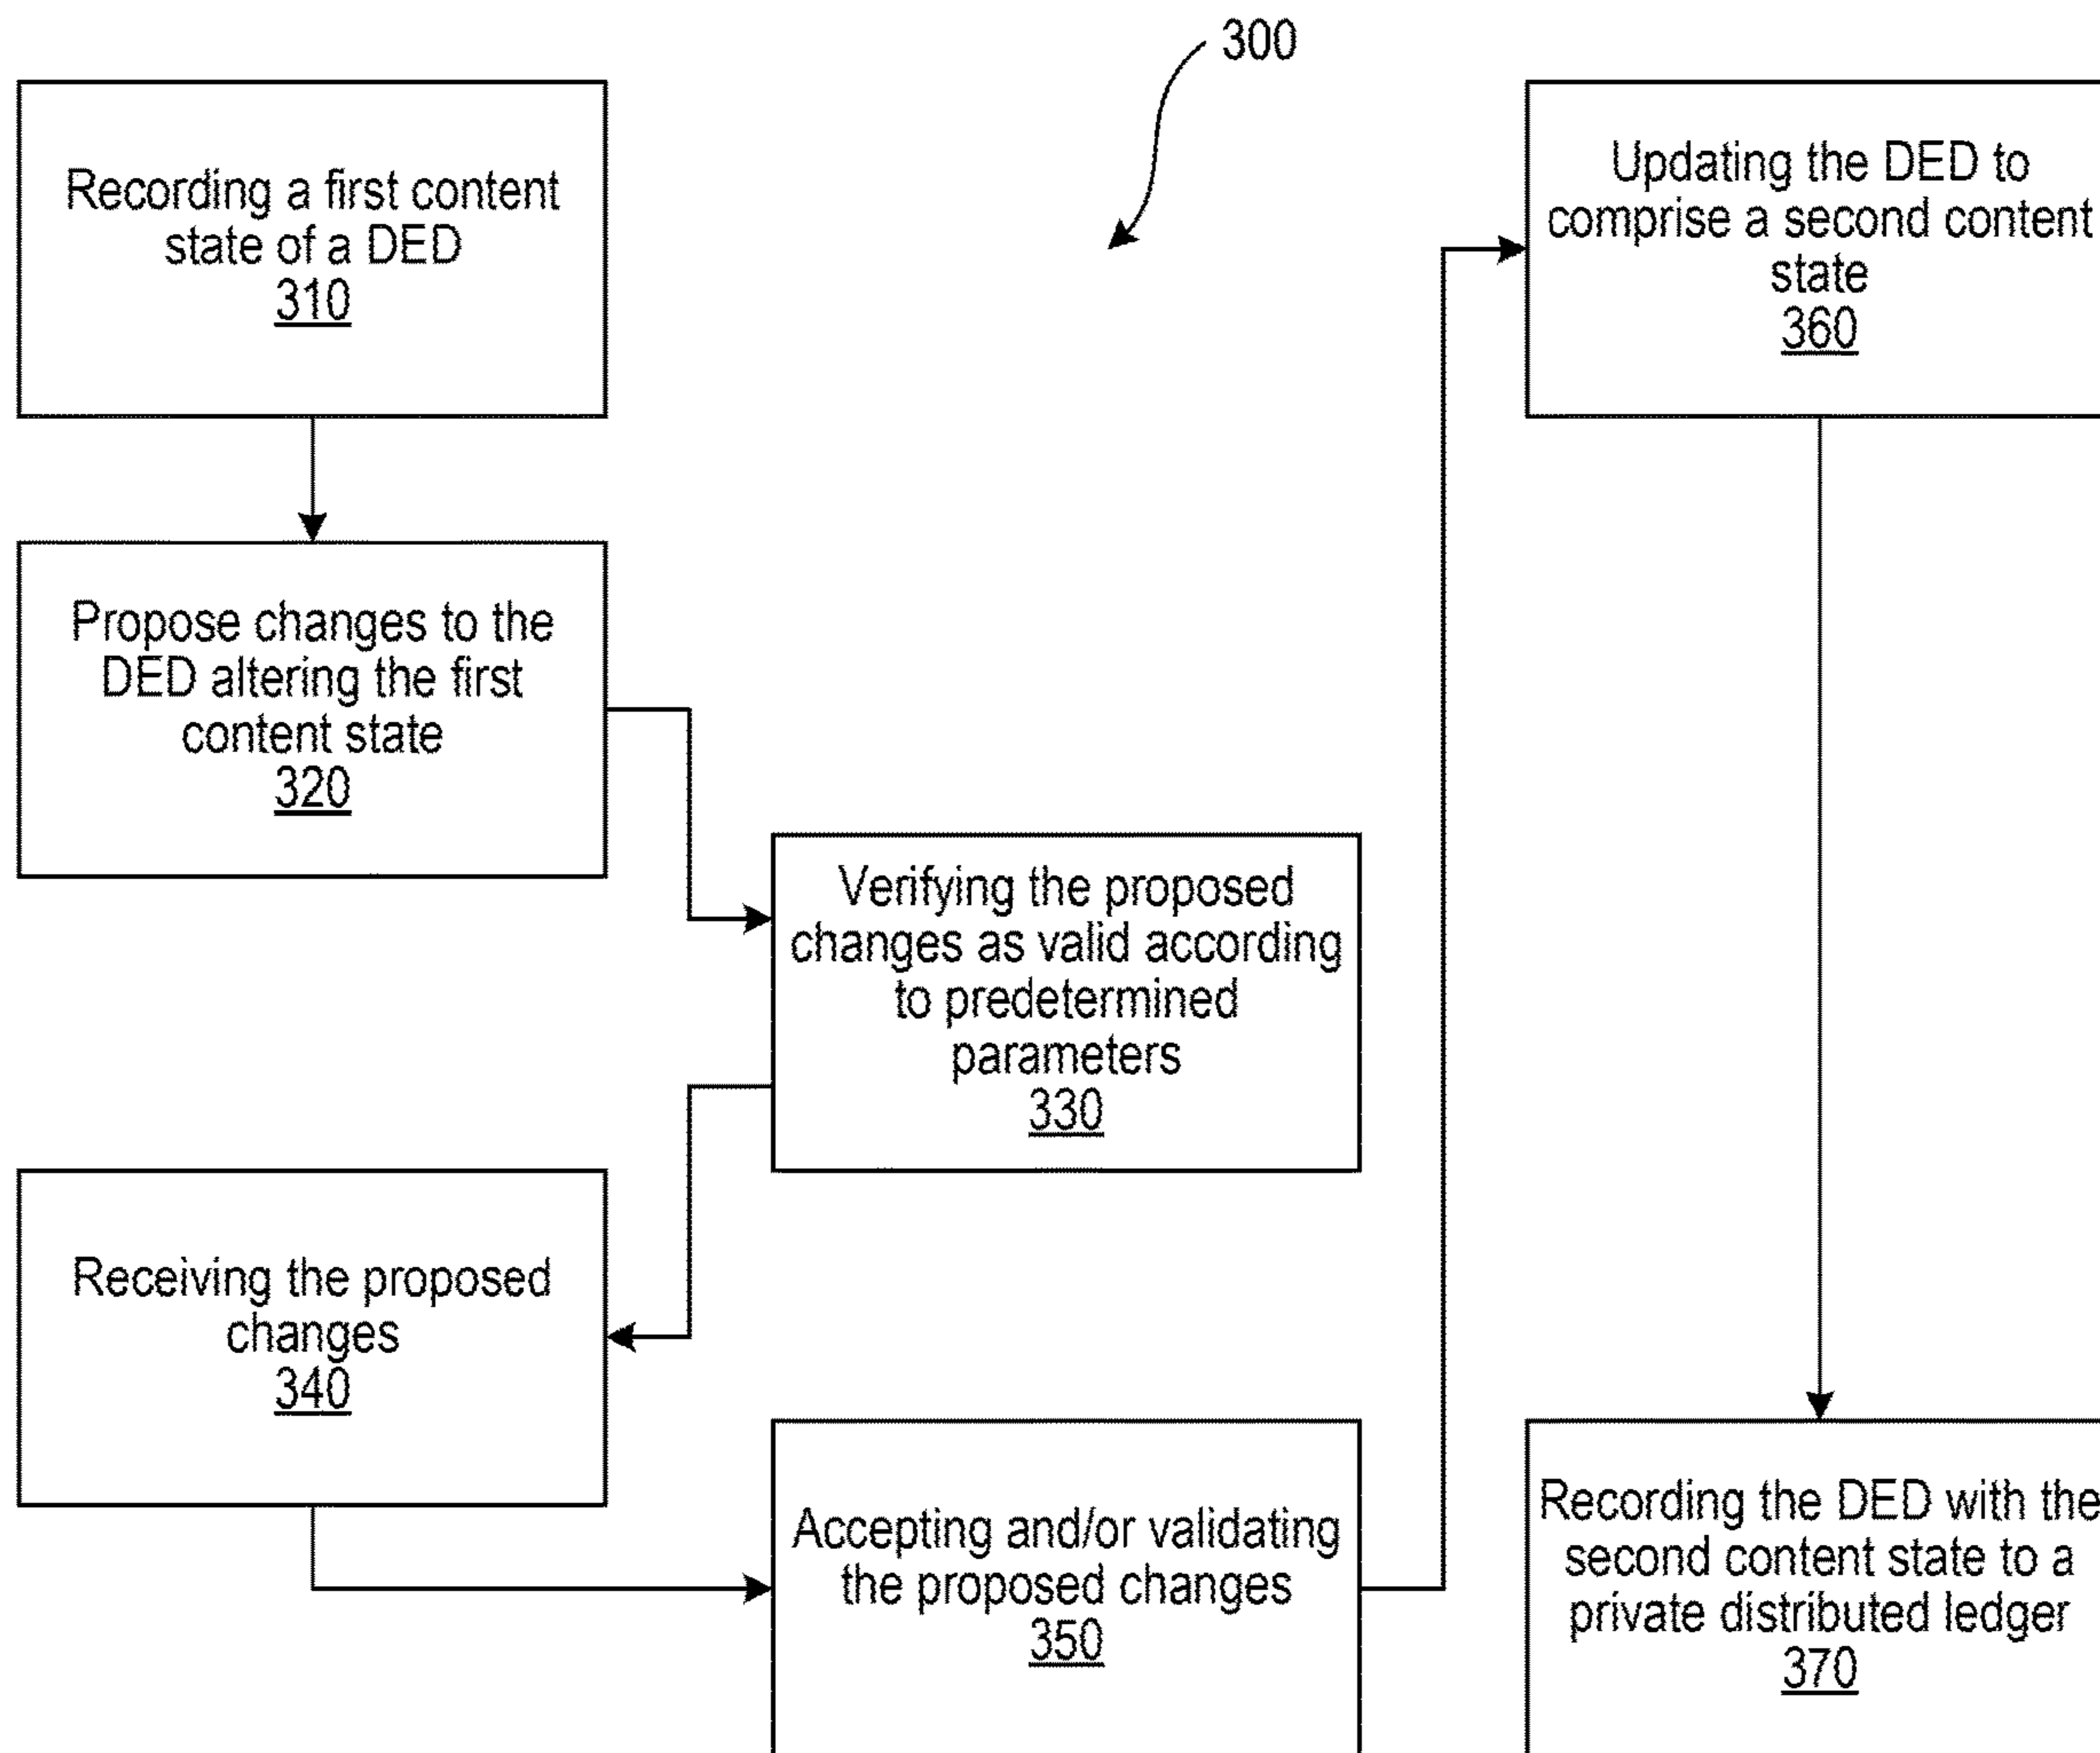 300
Recording a first content
state of a DED
310
Propose changes to the
DED altering the first
content state
320
Verifying the proposed
changes as valid according
to predetermined
parameters
330
Receiving the proposed
changes
340
Accepting and/or validating
the proposed changes
350
Updating the DED to
comprise a second content
state
360
Recording the DED with the
second content state to a
private distributed ledger
370